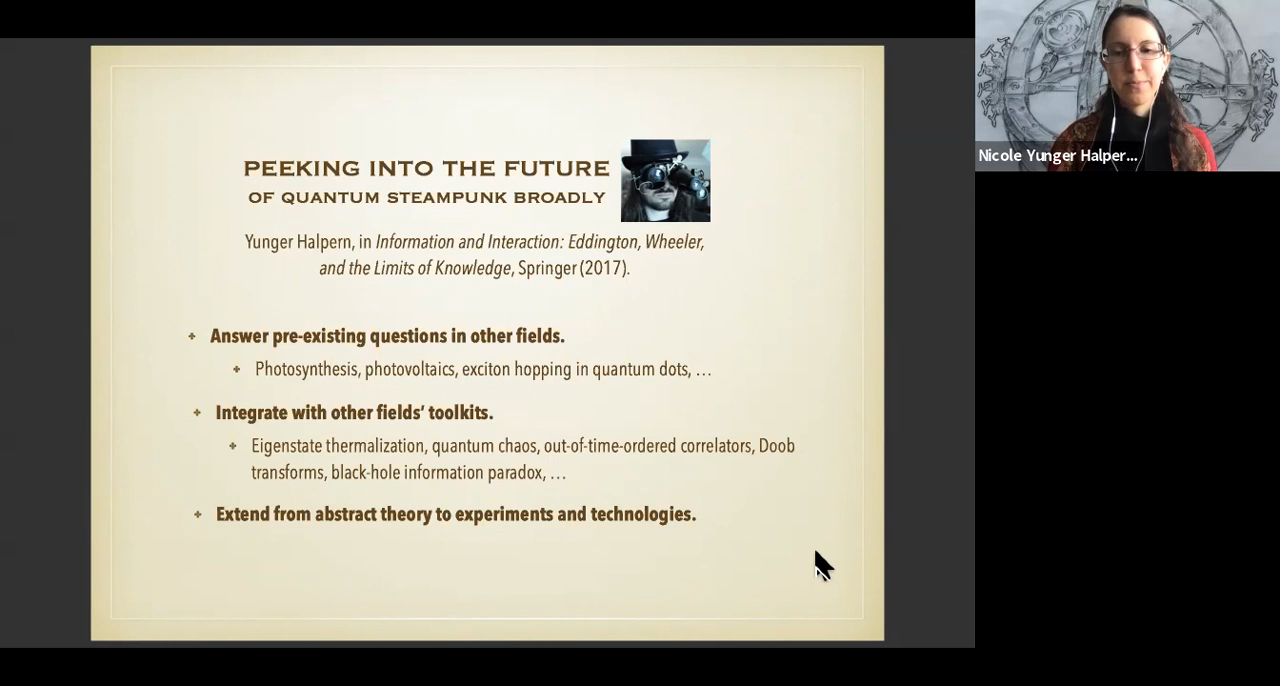 PEEKING INTO THE FUTURE
OF QUANTUM STEAMPUNK BROADLY
Yunger Halpern, in Information and Interaction: Eddington, Wheeler,
and the Limits of Knowledge, Springer (2017).
Answer pre-existing questions in other fields.
Photosynthesis, photovoltaics, exciton hopping in quantum dots, …
Integrate with other fields’ toolkits.
Eigenstate thermalization, quantum chaos, out-of-time-ordered correlators, Doob
transforms, black-hole information paradox, …
Extend from abstract theory to experiments and technologies.
Nicole Yunger Halper...